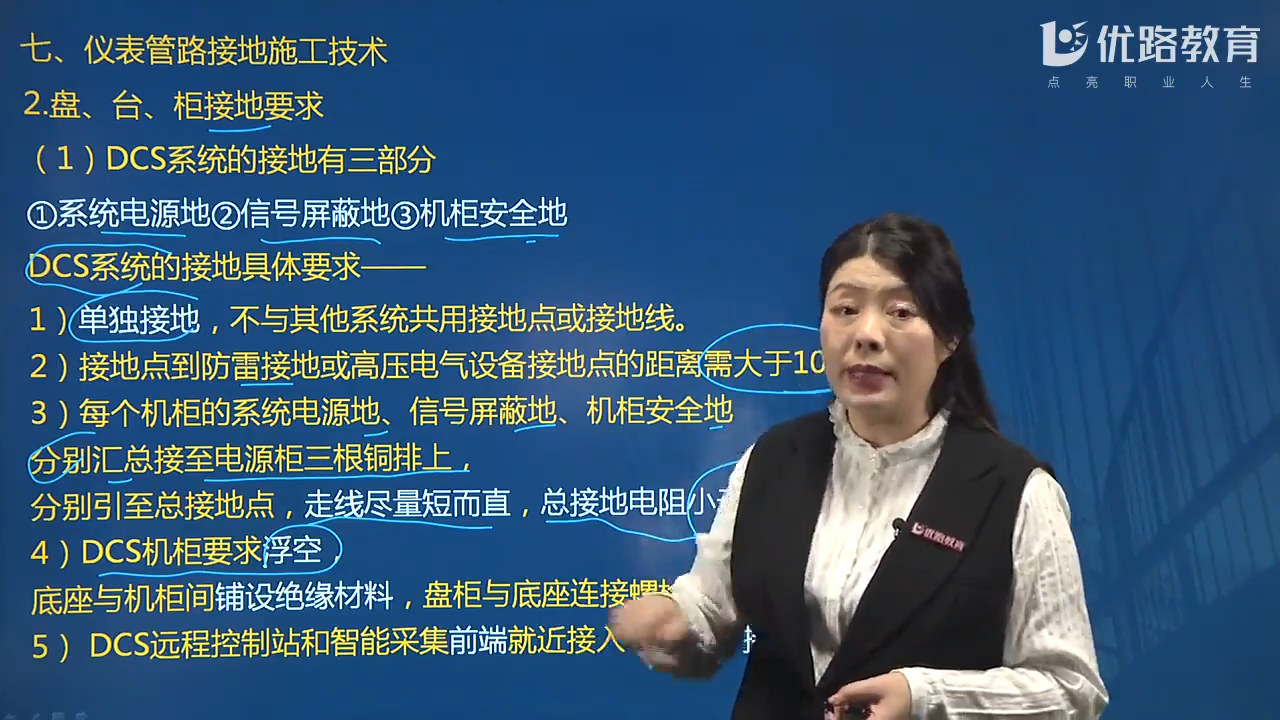 七、仪表管路接地施工技术
优路教育
点亮职业人生
2.盘、台、柜接地要求
（1）DCS系统的接地有三部分
①系统电源地②信号屏蔽地③机柜安全地
DCS系统的接地具体要求——
1）单独接地，不与其他系统共用接地点或接地线。
2）接地点到防雷接地或高压电气设备接地点的距离需大于10
3）每个机柜的系统电源地、信号屏蔽地、机柜安全地
分别汇总接至电源柜三根铜排上，
分别引至总接地点，走线尽量短而直，总接地电阻小
优路教育
4）DCS机柜要求浮空
底座与机柜间铺设绝缘材料，盘柜与底座连接螺
5） DCS远程控制站和智能采集前端就近接入